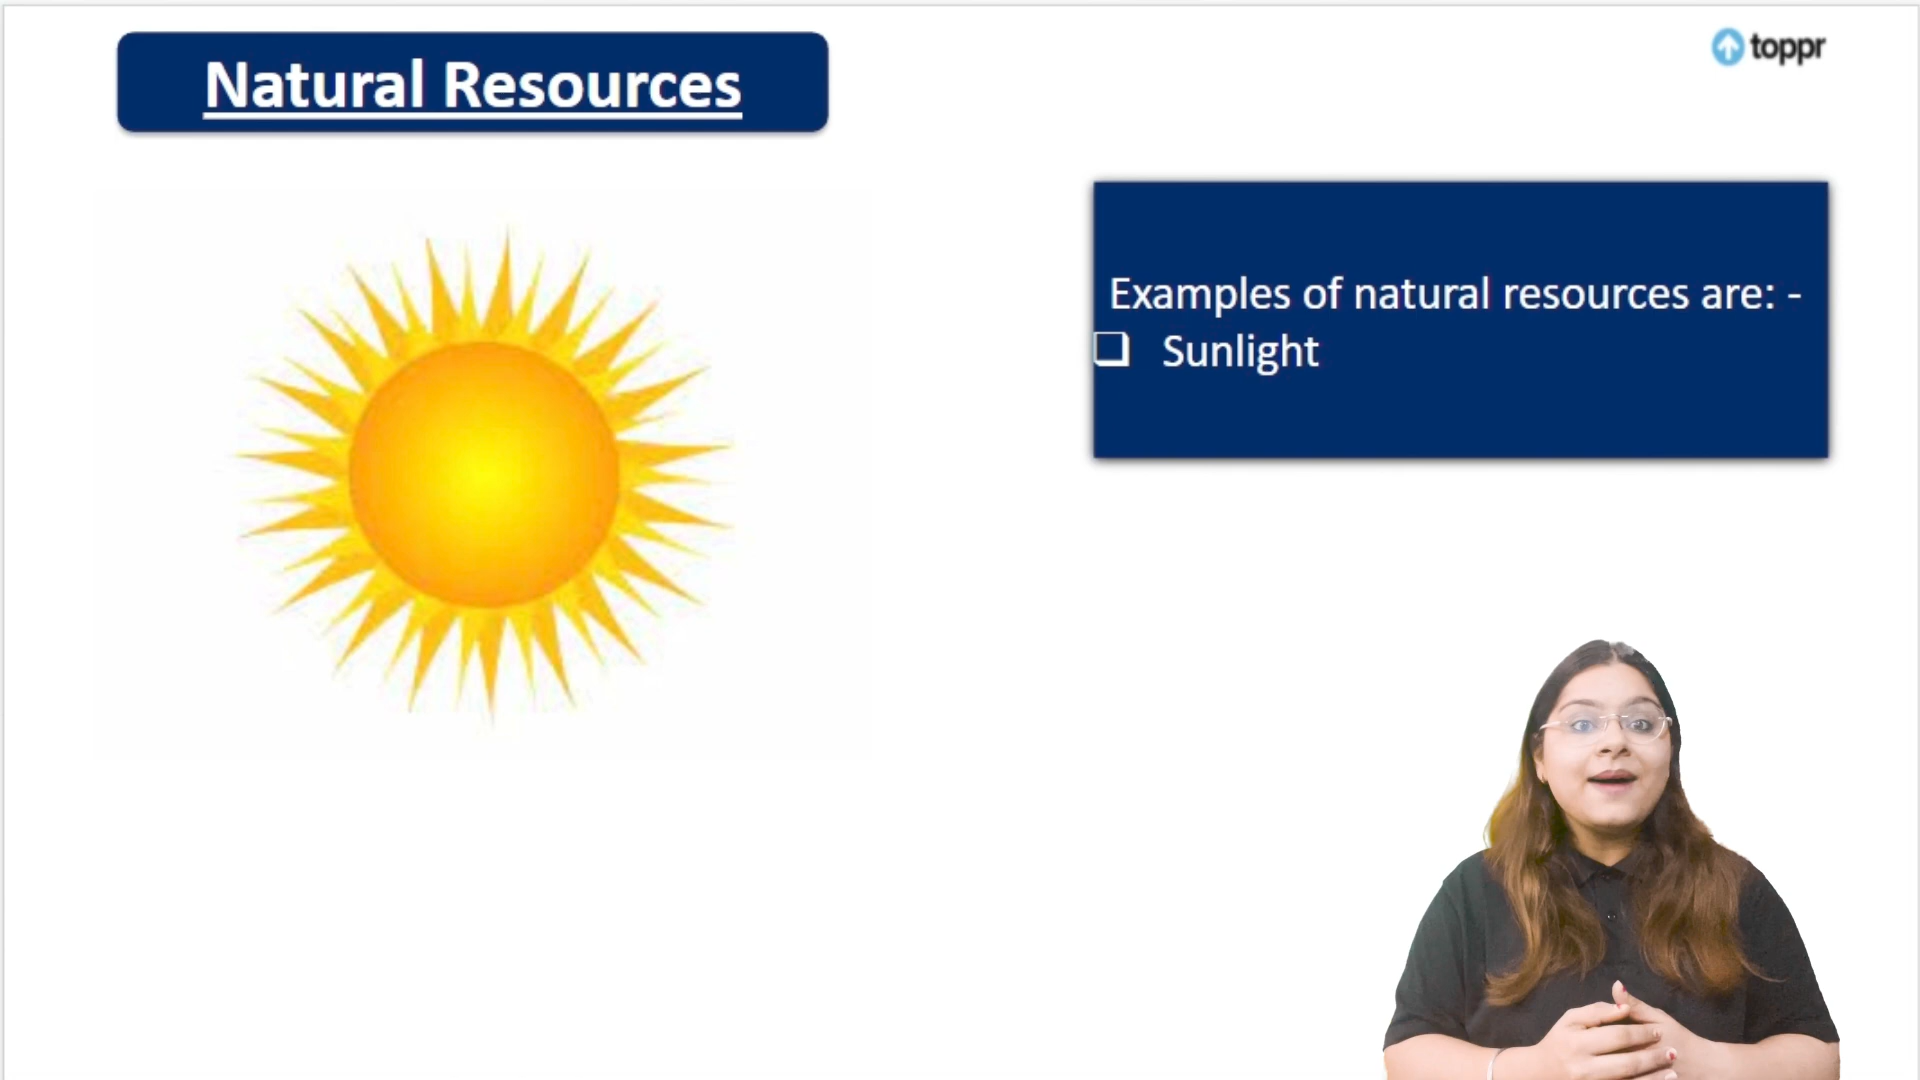 Natural Resources
toppr
Examples of natural resources are: -
❑ Sunlight